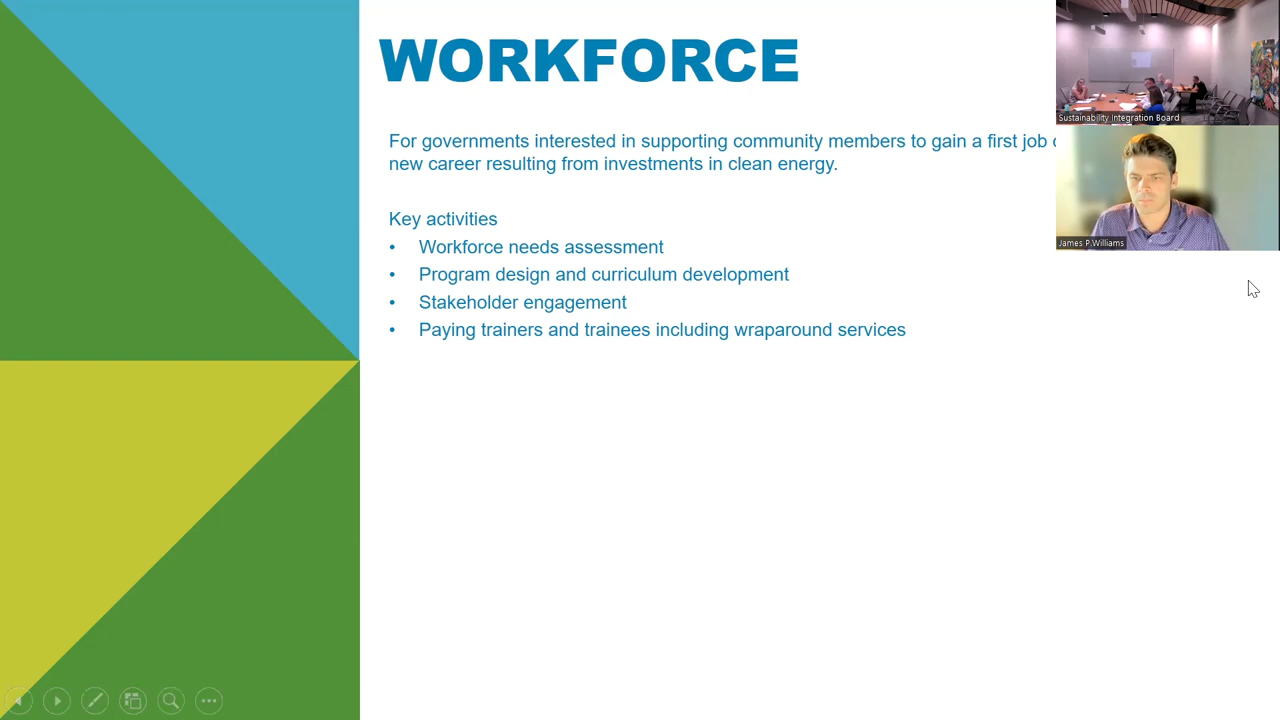 WORKFORCE
For governments interested in supporting community members to gain a first job
new career resulting from investments in clean energy.
Key activities
• Workforce needs assessment
• Program design and curriculum development
• Stakeholder engagement
• Paying trainers and trainees including wraparound services
Sustainability Integration Board
James P.Williams